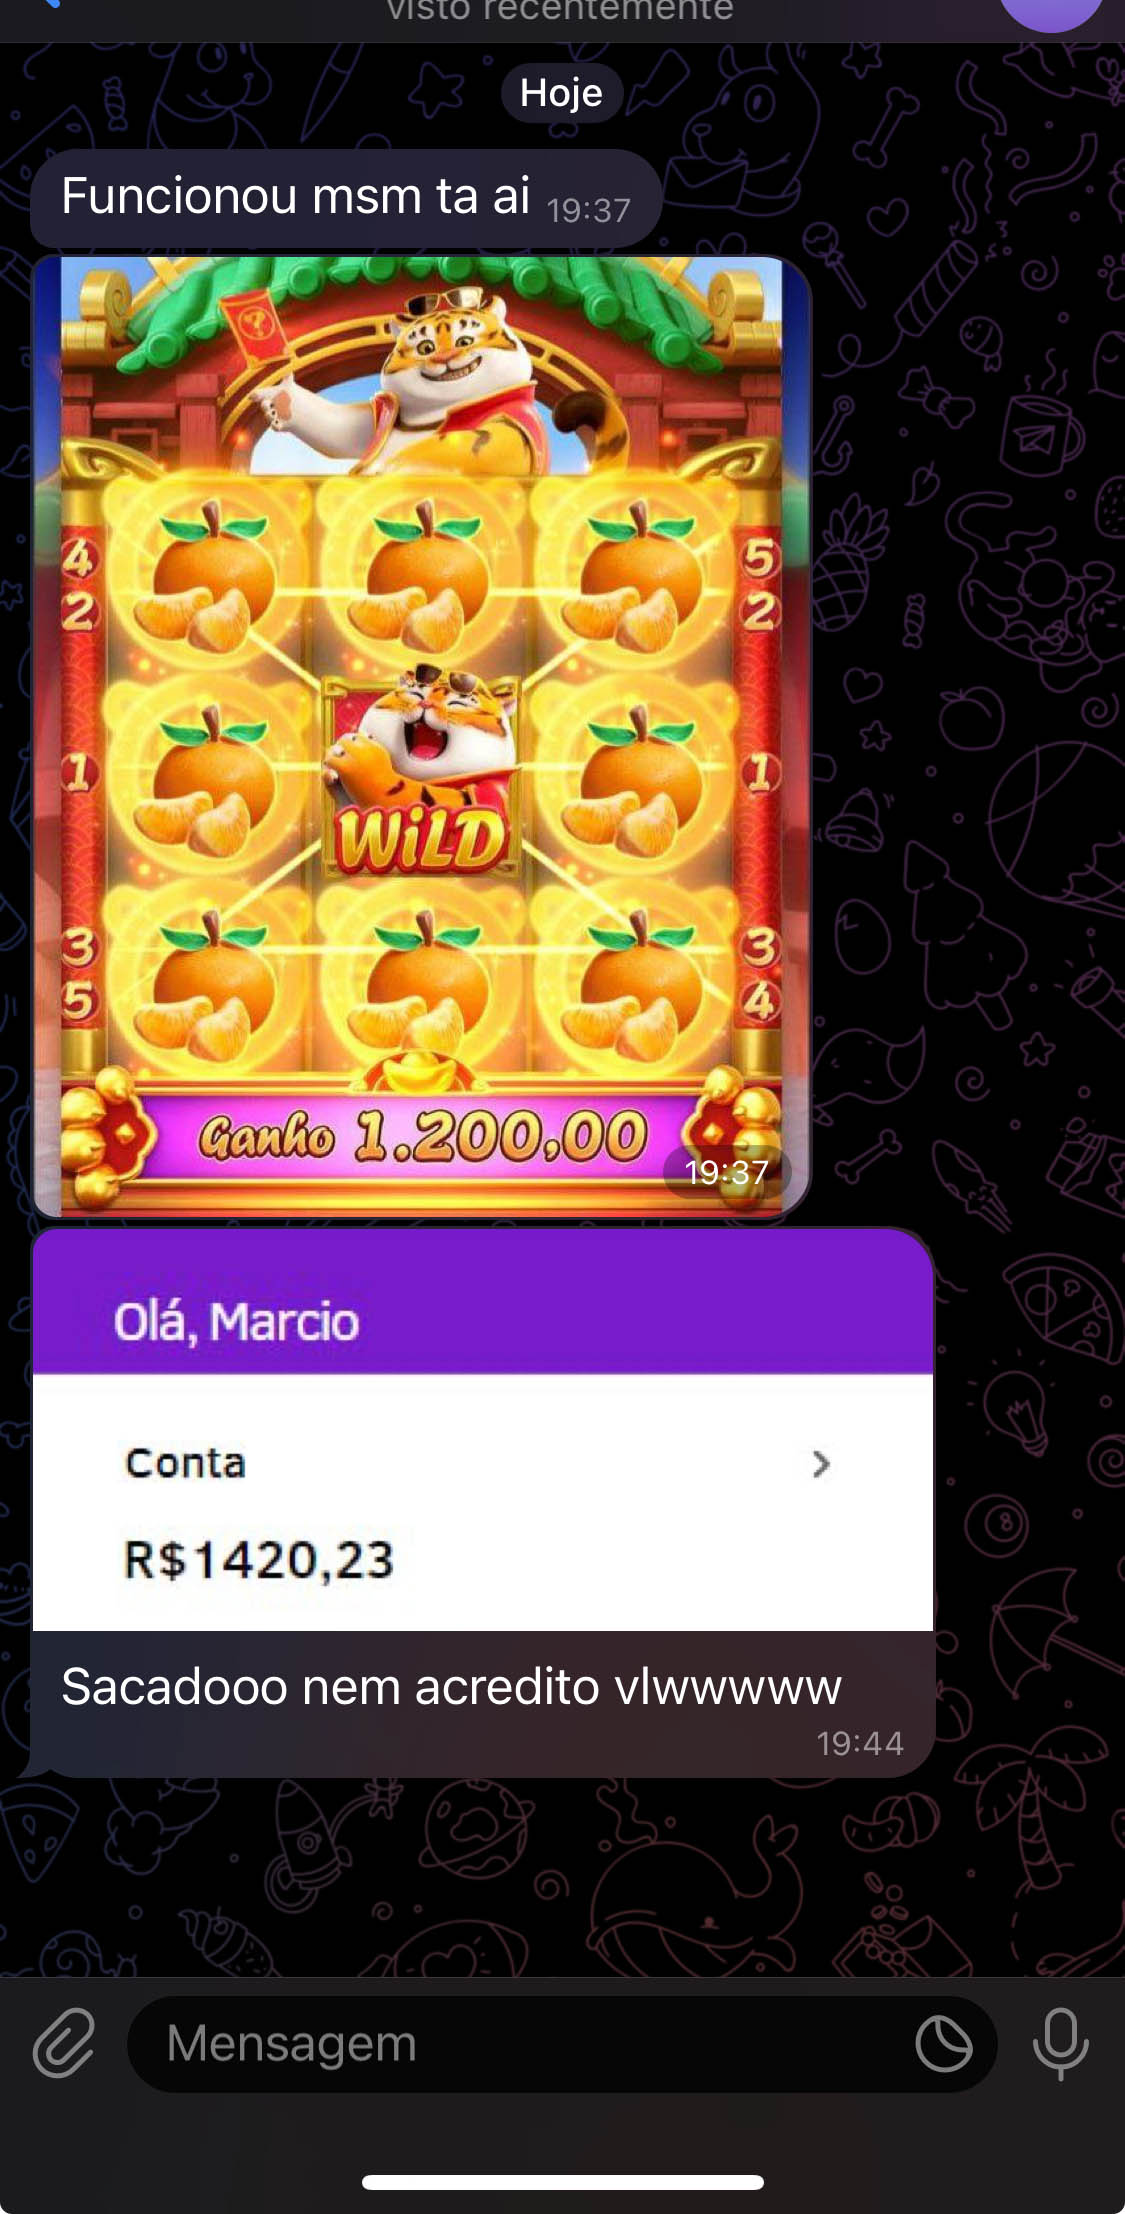 visto recentemente
Hoje
Funcionou msm ta ai 19:37
4 5
2 2
1 1
WiLD
3 3
5 4
Ganho 1.200,00
19:37
Olá, Marcio
Conta
R$1420,23
Sacadooo nem acredito vlwwwww
19:44
Mensagem